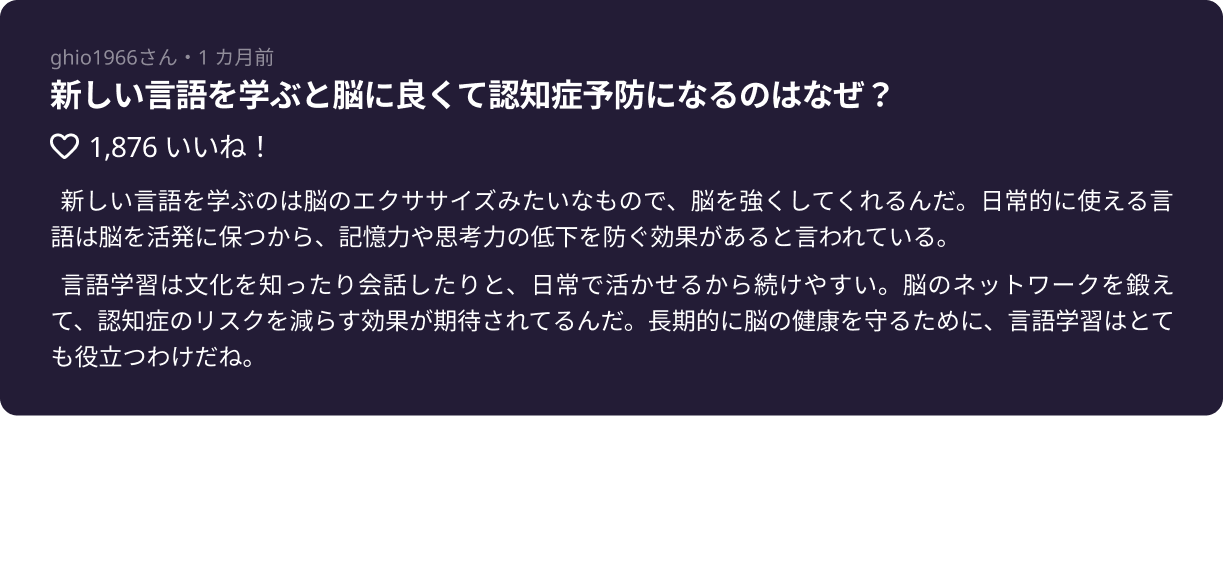 ghio1966さん・1 カ月前
新しい言語を学ぶと脳に良くて認知症予防になるのはなぜ？
1,876 いいね！
新しい言語を学ぶのは脳のエクササイズみたいなもので、脳を強くしてくれるんだ。日常的に使える言
語は脳を活発に保つから、記憶力や思考力の低下を防ぐ効果があると言われている。
言語学習は文化を知ったり会話したりと、日常で活かせるから続けやすい。脳のネットワークを鍛え
て、認知症のリスクを減らす効果が期待されてるんだ。長期的に脳の健康を守るために、言語学習はとて
も役立つわけだね。